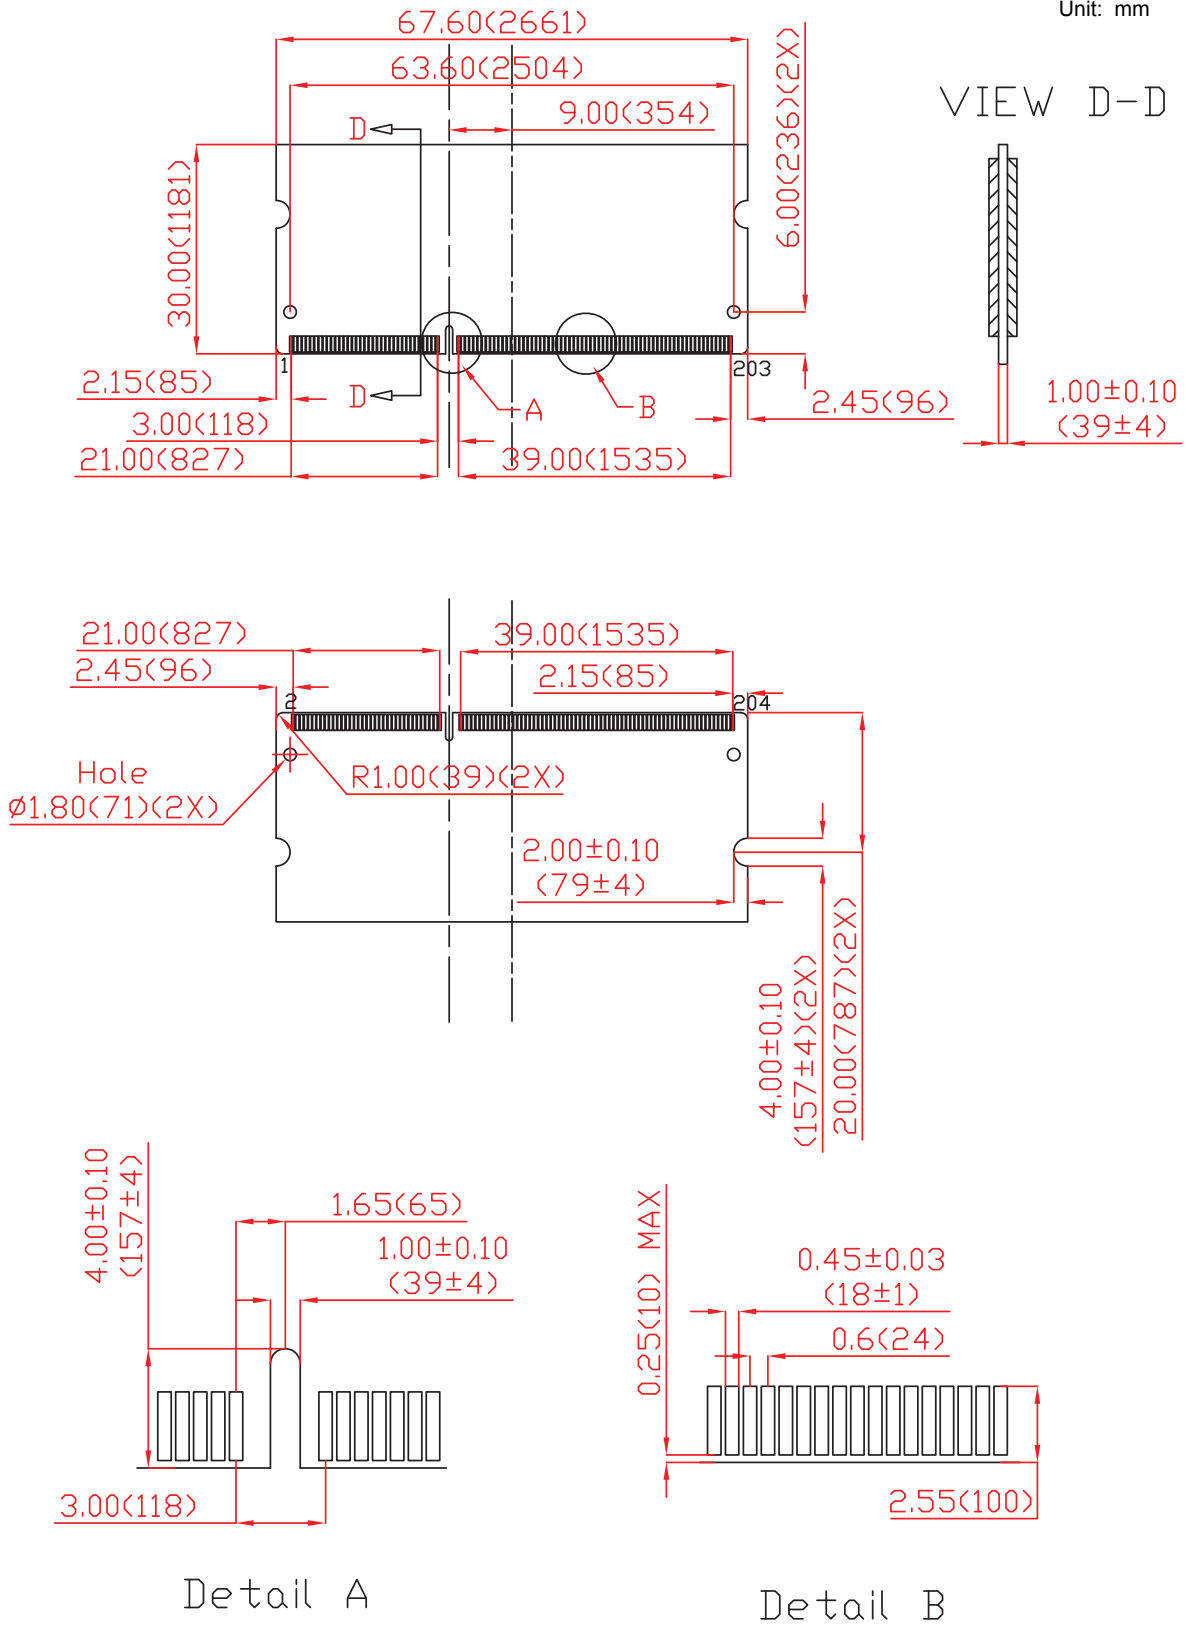 Unit: mm
67.60(2661)
63.60(2504)
9.00(354)
6.00(236)(2X)
VIEW D-D
D
30.00(1181)
1
203
2.15(85)
D
A
B
2.45(96)
1.00±0.10
(39±4)
3.00(118)
21.00(827)
39.00(1535)
21.00(827)
39.00(1535)
2.45(96)
2.15(85)
2
204
Hole
Ø1.80(71)(2X)
R1.00(39)(2X)
2.00±0.10
(79±4)
4.00±0.10
(157±4)(2X)
20.00(787)(2X)
4.00±0.10
(157±4)
1.65(65)
1.00±0.10
(39±4)
3.00(118)
Detail A
0.25(10) MAX
0.45±0.03
(18±1)
0.6(24)
2.55(100)
Detail B